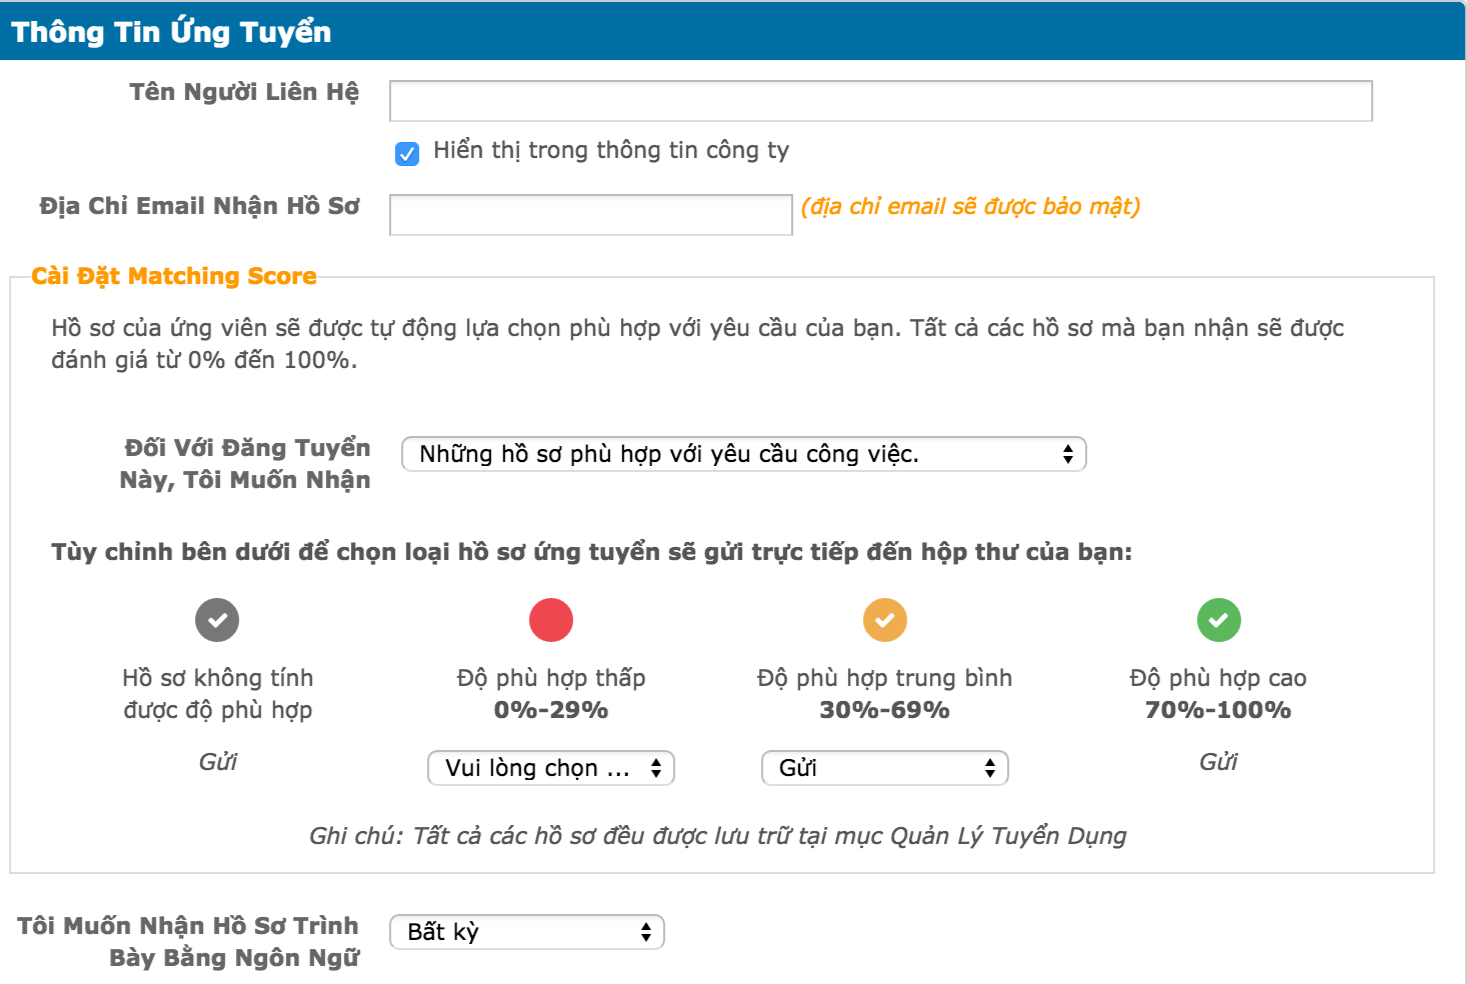 Thông Tin Ứng Tuyển
Tên Người Liên Hệ
Hiển thị trong thông tin công ty
Địa Chỉ Email Nhận Hồ Sơ
(địa chỉ email sẽ được bảo mật)
Cài Đặt Matching Score
Hồ sơ của ứng viên sẽ được tự động lựa chọn phù hợp với yêu cầu của bạn. Tất cả các hồ sơ mà bạn nhận sẽ được
đánh giá từ 0% đến 100%.
Đối Với Đăng Tuyển
Này, Tôi Muốn Nhận
Những hồ sơ phù hợp với yêu cầu công việc.
Tùy chỉnh bên dưới để chọn loại hồ sơ ứng tuyển sẽ gửi trực tiếp đến hộp thư của bạn:
Hồ sơ không tính
được độ phù hợp
Gửi
Độ phù hợp thấp
0%-29%
Vui lòng chọn ...
Độ phù hợp trung bình
30%-69%
Gửi
Độ phù hợp cao
70%-100%
Gửi
Ghi chú: Tất cả các hồ sơ đều được lưu trữ tại mục Quản Lý Tuyển Dụng
Tôi Muốn Nhận Hồ Sơ Trình
Bày Bằng Ngôn Ngữ
Bất kỳ